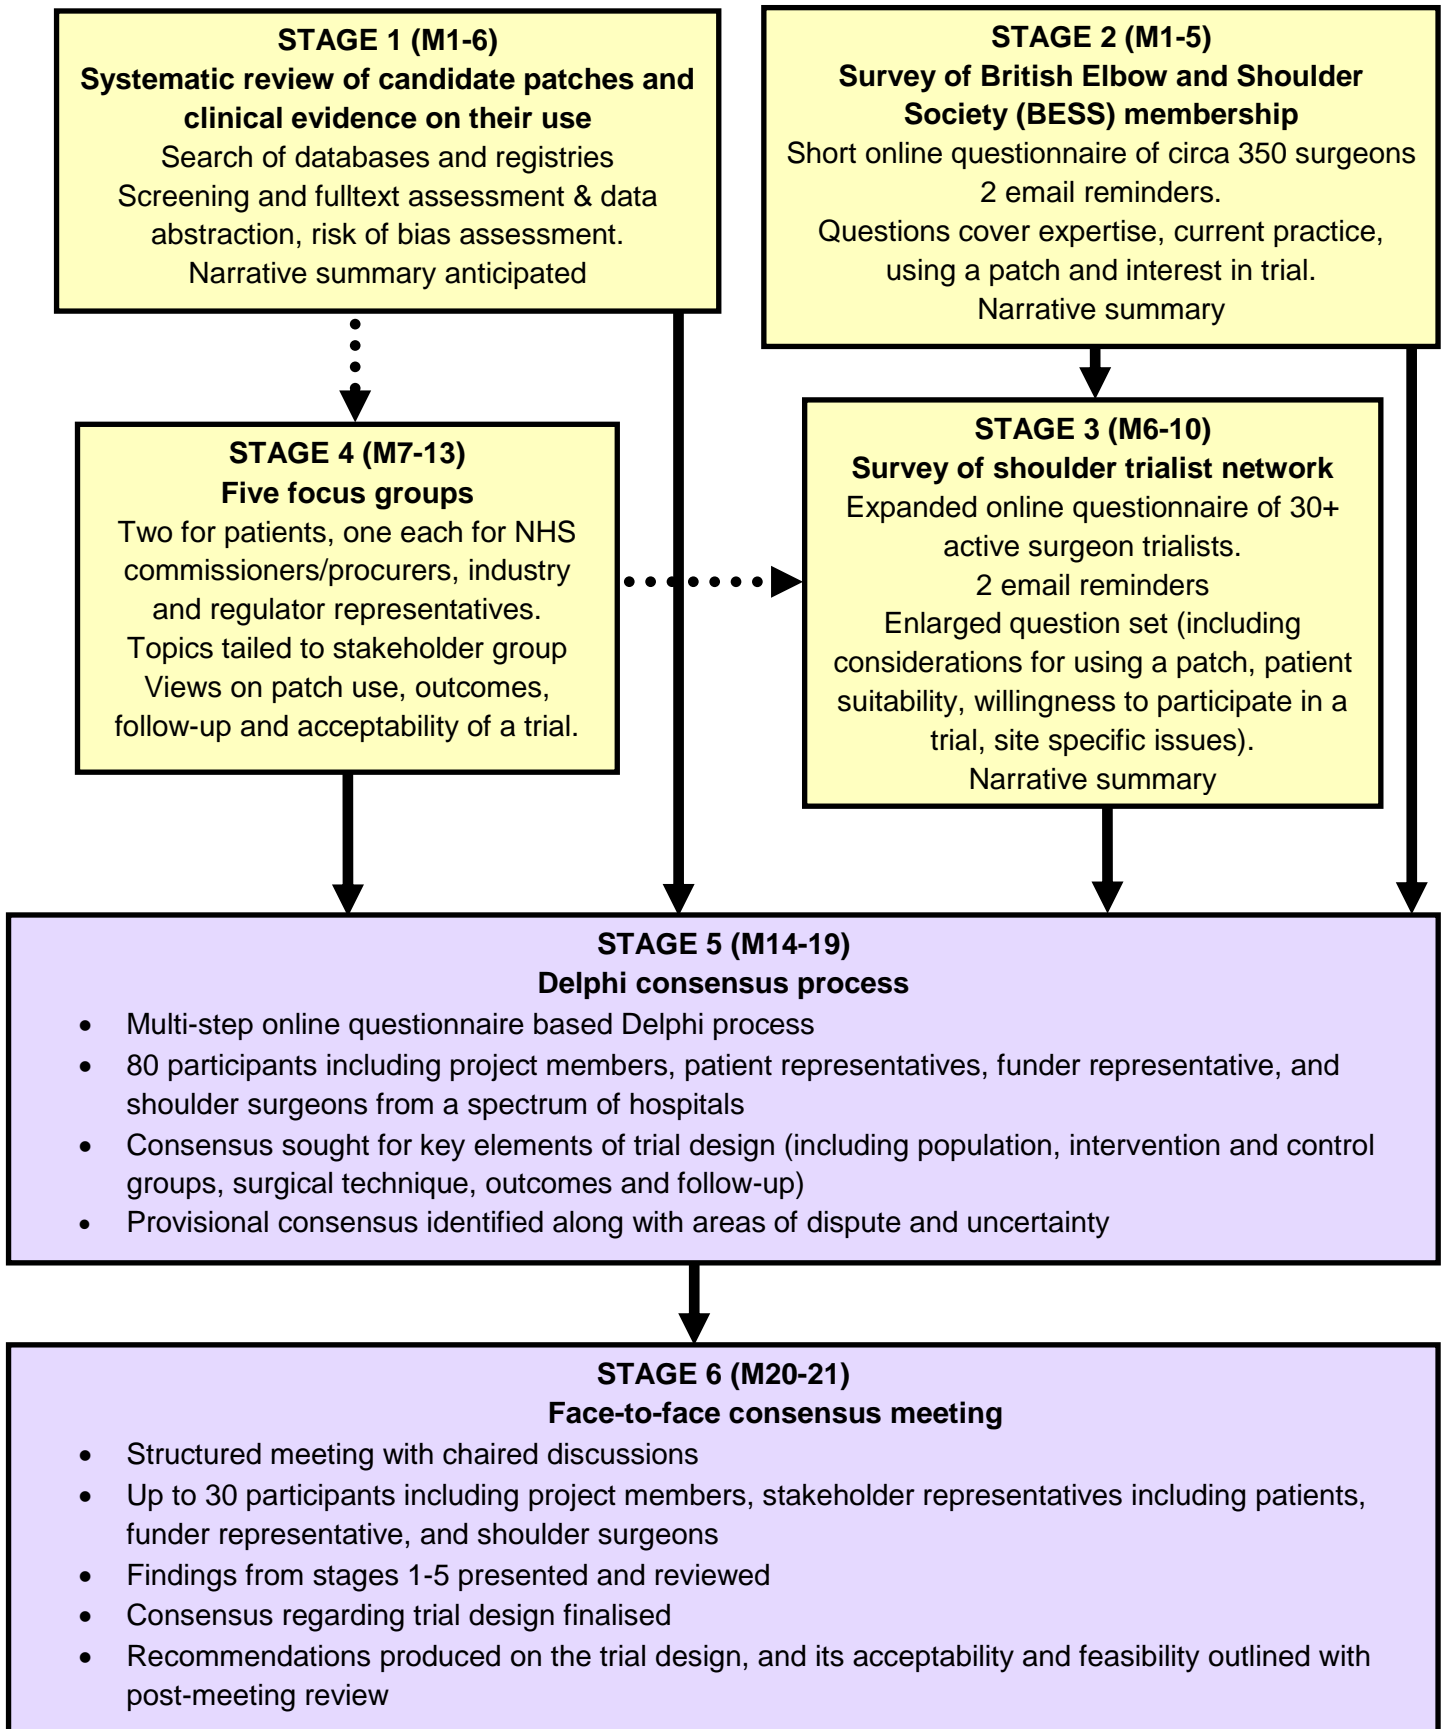 STAGE 1 (M1-6)
Systematic review of candidate patches and
clinical evidence on their use
Search of databases and registries
Screening and fulltext assessment & data
abstraction, risk of bias assessment.
Narrative summary anticipated
STAGE 2 (M1-5)
Survey of British Elbow and Shoulder
Society (BESS) membership
Short online questionnaire of circa 350 surgeons
2 email reminders.
Questions cover expertise, current practice,
using a patch and interest in trial.
Narrative summary
STAGE 4 (M7-13)
Five focus groups
Two for patients, one each for NHS
commissioners/procurers, industry
and regulator representatives.
Topics tailed to stakeholder group
Views on patch use, outcomes,
follow-up and acceptability of a trial.
STAGE 3 (M6-10)
Survey of shoulder trialist network
Expanded online questionnaire of 30+
active surgeon trialists.
2 email reminders
Enlarged question set (including
considerations for using a patch, patient
suitability, willingness to participate in a
trial, site specific issues).
Narrative summary
STAGE 5 (M14-19)
Delphi consensus process
• Multi-step online questionnaire based Delphi process
• 80 participants including project members, patient representatives, funder representative, and
shoulder surgeons from a spectrum of hospitals
• Consensus sought for key elements of trial design (including population, intervention and control
groups, surgical technique, outcomes and follow-up)
• Provisional consensus identified along with areas of dispute and uncertainty
STAGE 6 (M20-21)
Face-to-face consensus meeting
• Structured meeting with chaired discussions
• Up to 30 participants including project members, stakeholder representatives including patients,
funder representative, and shoulder surgeons
• Findings from stages 1-5 presented and reviewed
• Consensus regarding trial design finalised
• Recommendations produced on the trial design, and its acceptability and feasibility outlined with
post-meeting review